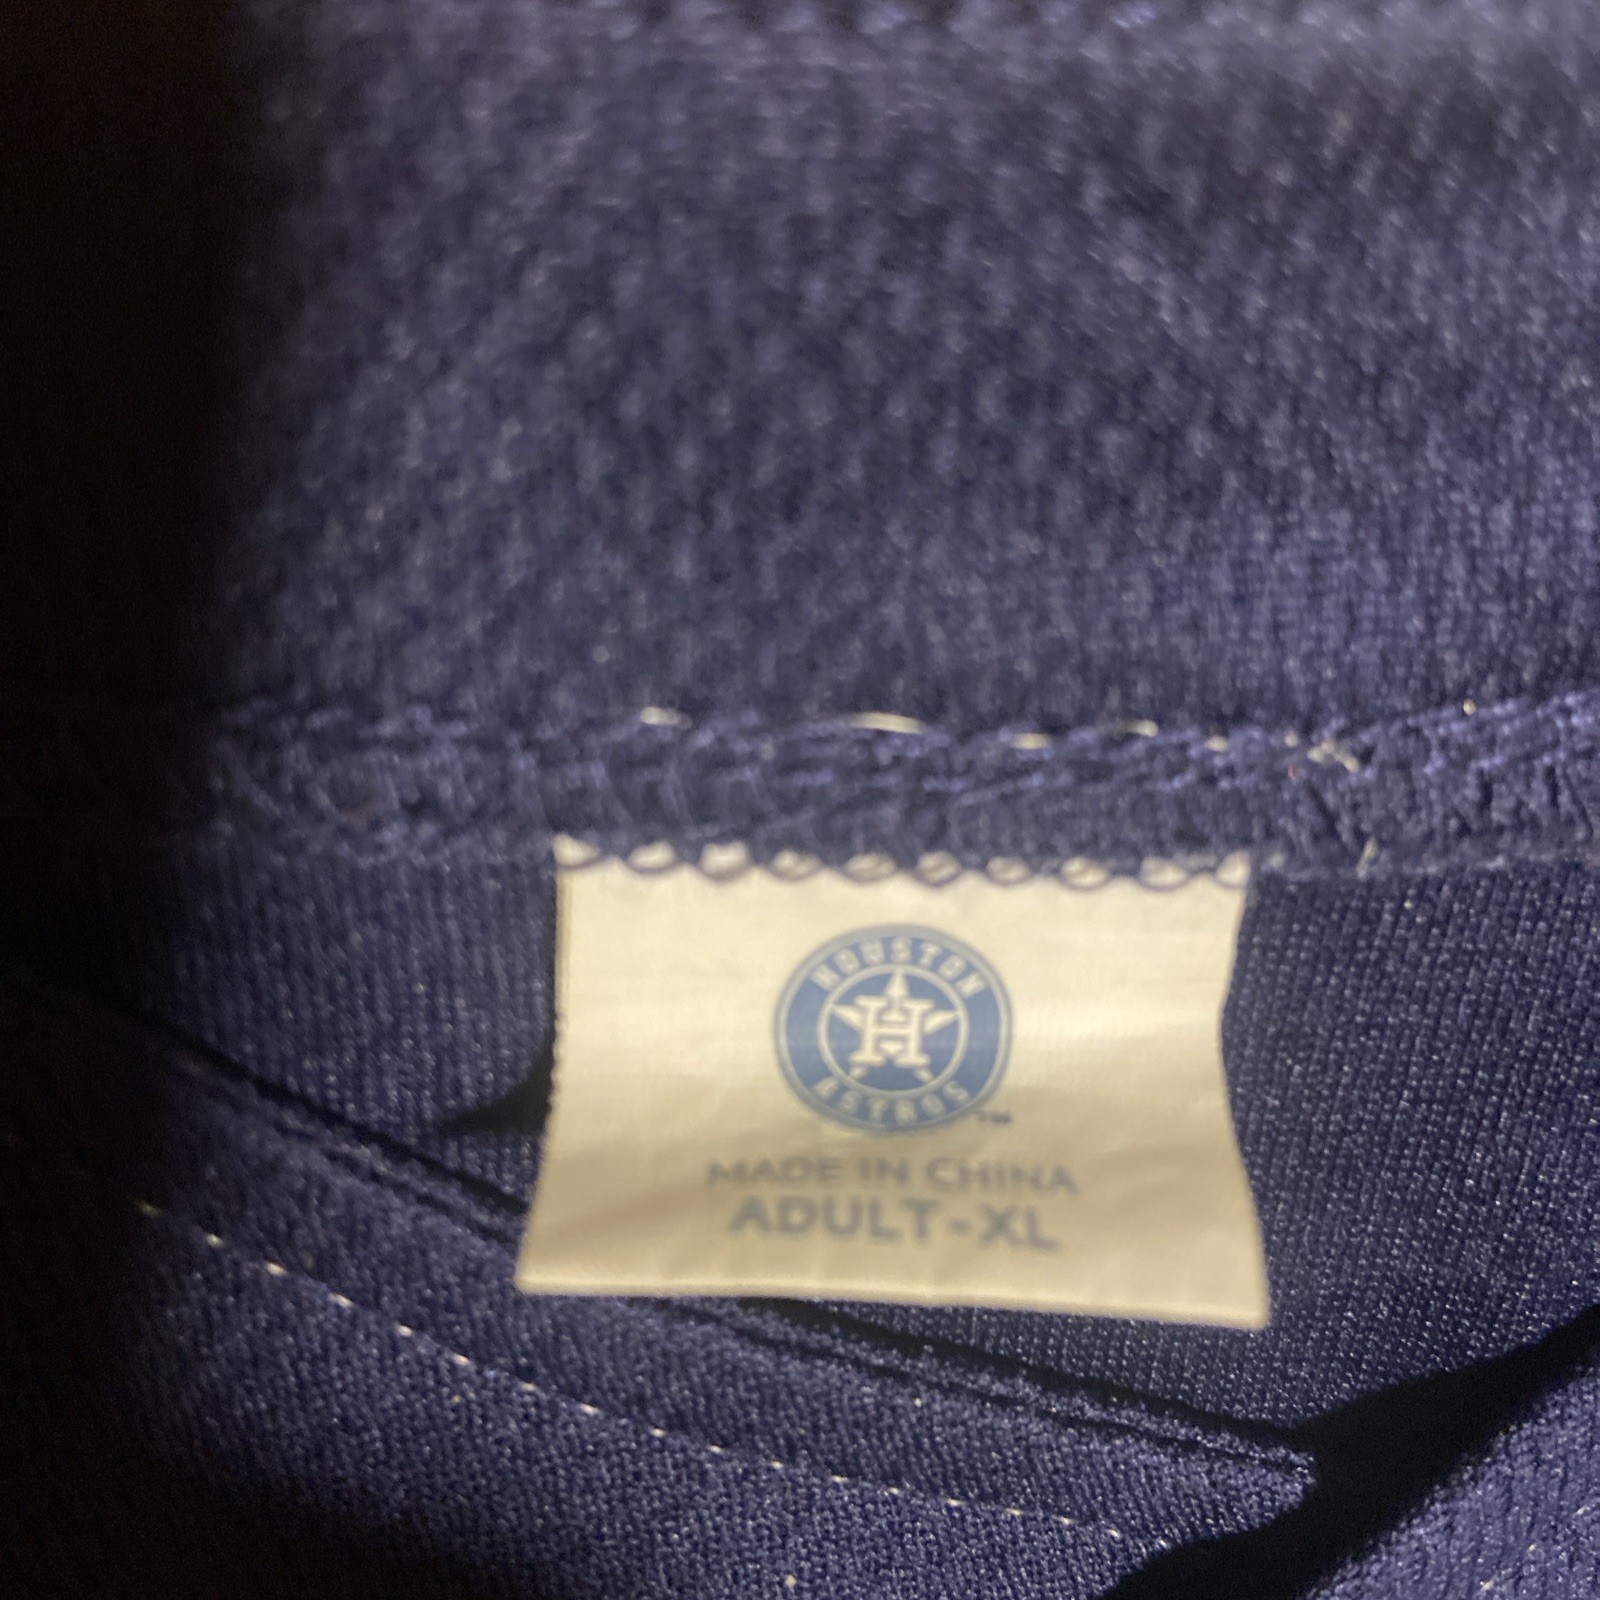 HOUSTON
H
ASTROS
TM
MADE IN CHINA
ADULT-XL